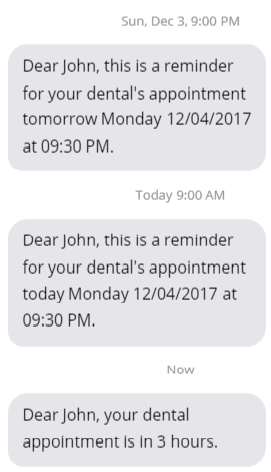 Sun, Dec 3, 9:00 PM
Dear John, this is a reminder
for your dental's appointment
tomorrow Monday 12/04/2017
at 09:30 PM.
Today 9:00 AM
Dear John, this is a reminder
for your dental's appointment
today Monday 12/04/2017 at
09:30 PM.
Now
Dear John, your dental
appointment is in 3 hours.